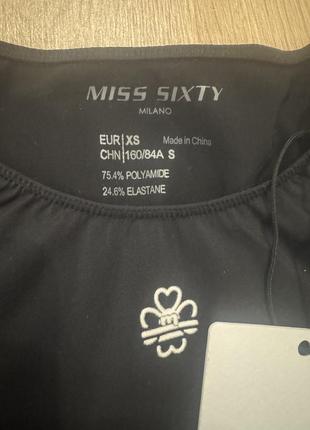 MISS SIXTY
MILANO
EUR XS Made in China
CHN 160/84A S
75.4% POLYAMIDE
24.6% ELASTANE